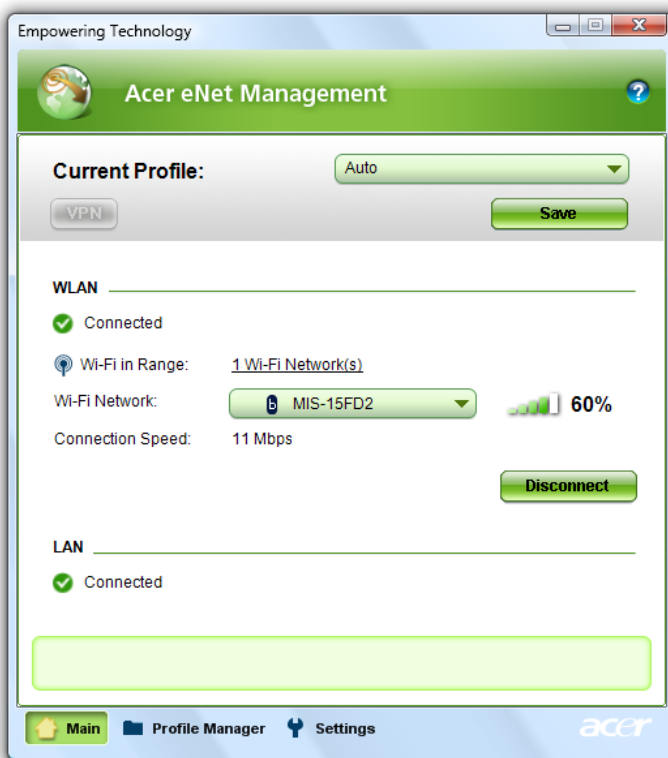 Empowering Technology
Acer eNet Management
?
Current Profile: Auto
VPN Save
WLAN
Connected
Wi-Fi in Range: 1 Wi-Fi Network(s)
Wi-Fi Network: b MIS-15FD2 60%
Connection Speed: 11 Mbps
Disconnect
LAN
Connected
Main Profile Manager Settings acer